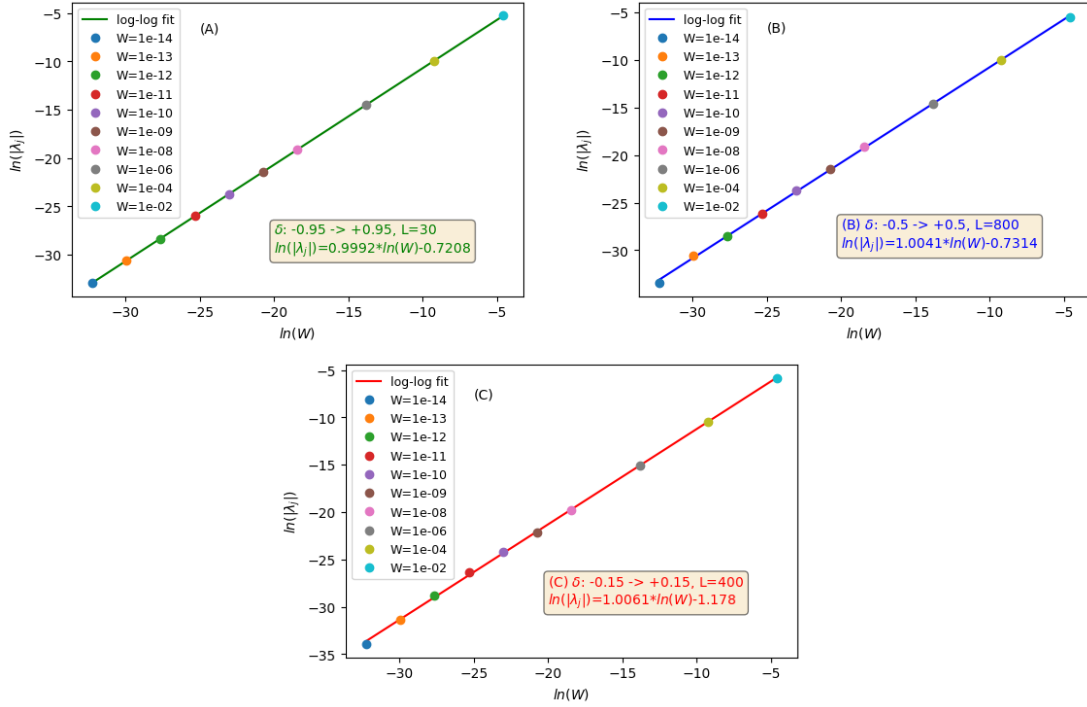 log-log fit
W=1e-14
W=1e-13
W=1e-12
W=1e-11
W=1e-10
W=1e-09
W=1e-08
W=1e-06
W=1e-04
W=1e-02
(A)
δ: -0.95 -> +0.95, L=30
ln(|λj|)=0.9992*ln(W)-0.7208
−5
−10
−15
−20
−25
−30
ln(|λj|)
−30
−25
−20
−15
−10
−5
ln(W)
log-log fit
W=1e-14
W=1e-13
W=1e-12
W=1e-11
W=1e-10
W=1e-09
W=1e-08
W=1e-06
W=1e-04
W=1e-02
(B)
(B) δ: -0.5 -> +0.5, L=800
ln(|λj|)=1.0041*ln(W)-0.7314
−5
−10
−15
−20
−25
−30
ln(|λj|)
−30
−25
−20
−15
−10
−5
ln(W)
log-log fit
W=1e-14
W=1e-13
W=1e-12
W=1e-11
W=1e-10
W=1e-09
W=1e-08
W=1e-06
W=1e-04
W=1e-02
(C)
(C) δ: -0.15 -> +0.15, L=400
ln(|λj|)=1.0061*ln(W)-1.178
−5
−10
−15
−20
−25
−30
−35
ln(|λj|)
−30
−25
−20
−15
−10
−5
ln(W)